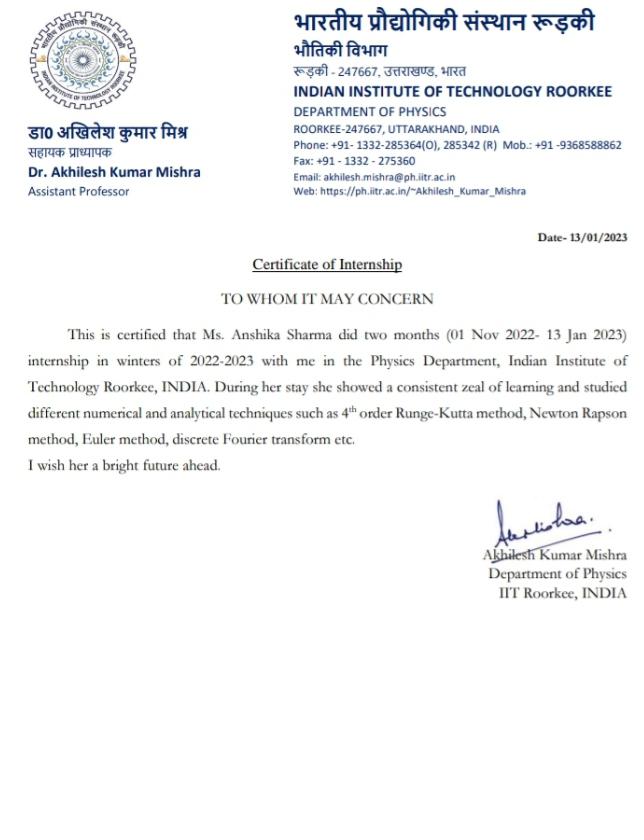 भारतीय प्रौद्योगिकी संस्थान रूड़की
भौतिकी विभाग
रूड़की - 247667, उत्तराखण्ड, भारत
INDIAN INSTITUTE OF TECHNOLOGY ROORKEE
DEPARTMENT OF PHYSICS
ROORKEE-247667, UTTARAKHAND, INDIA
Phone: +91- 1332-285364(O), 285342 (R) Mob.: +91 -9368588862
Fax: +91 - 1332 - 275360
Email: akhilesh.mishra@ph.iitr.ac.in
Web: https://ph.iitr.ac.in/~Akhilesh_Kumar_Mishra
INDIAN INSTITUTE OF TECHNOLOGY ROORKEE
डा0 अखिलेश कुमार मिश्र
सहायक प्राध्यापक
Dr. Akhilesh Kumar Mishra
Assistant Professor
Date- 13/01/2023
Certificate of Internship
TO WHOM IT MAY CONCERN
This is certified that Ms. Anshika Sharma did two months (01 Nov 2022- 13 Jan 2023)
internship in winters of 2022-2023 with me in the Physics Department, Indian Institute of
Technology Roorkee, INDIA. During her stay she showed a consistent zeal of learning and studied
different numerical and analytical techniques such as 4th order Runge-Kutta method, Newton Rapson
method, Euler method, discrete Fourier transform etc.
I wish her a bright future ahead.
Akhilesh Kumar Mishra
Department of Physics
IIT Roorkee, INDIA